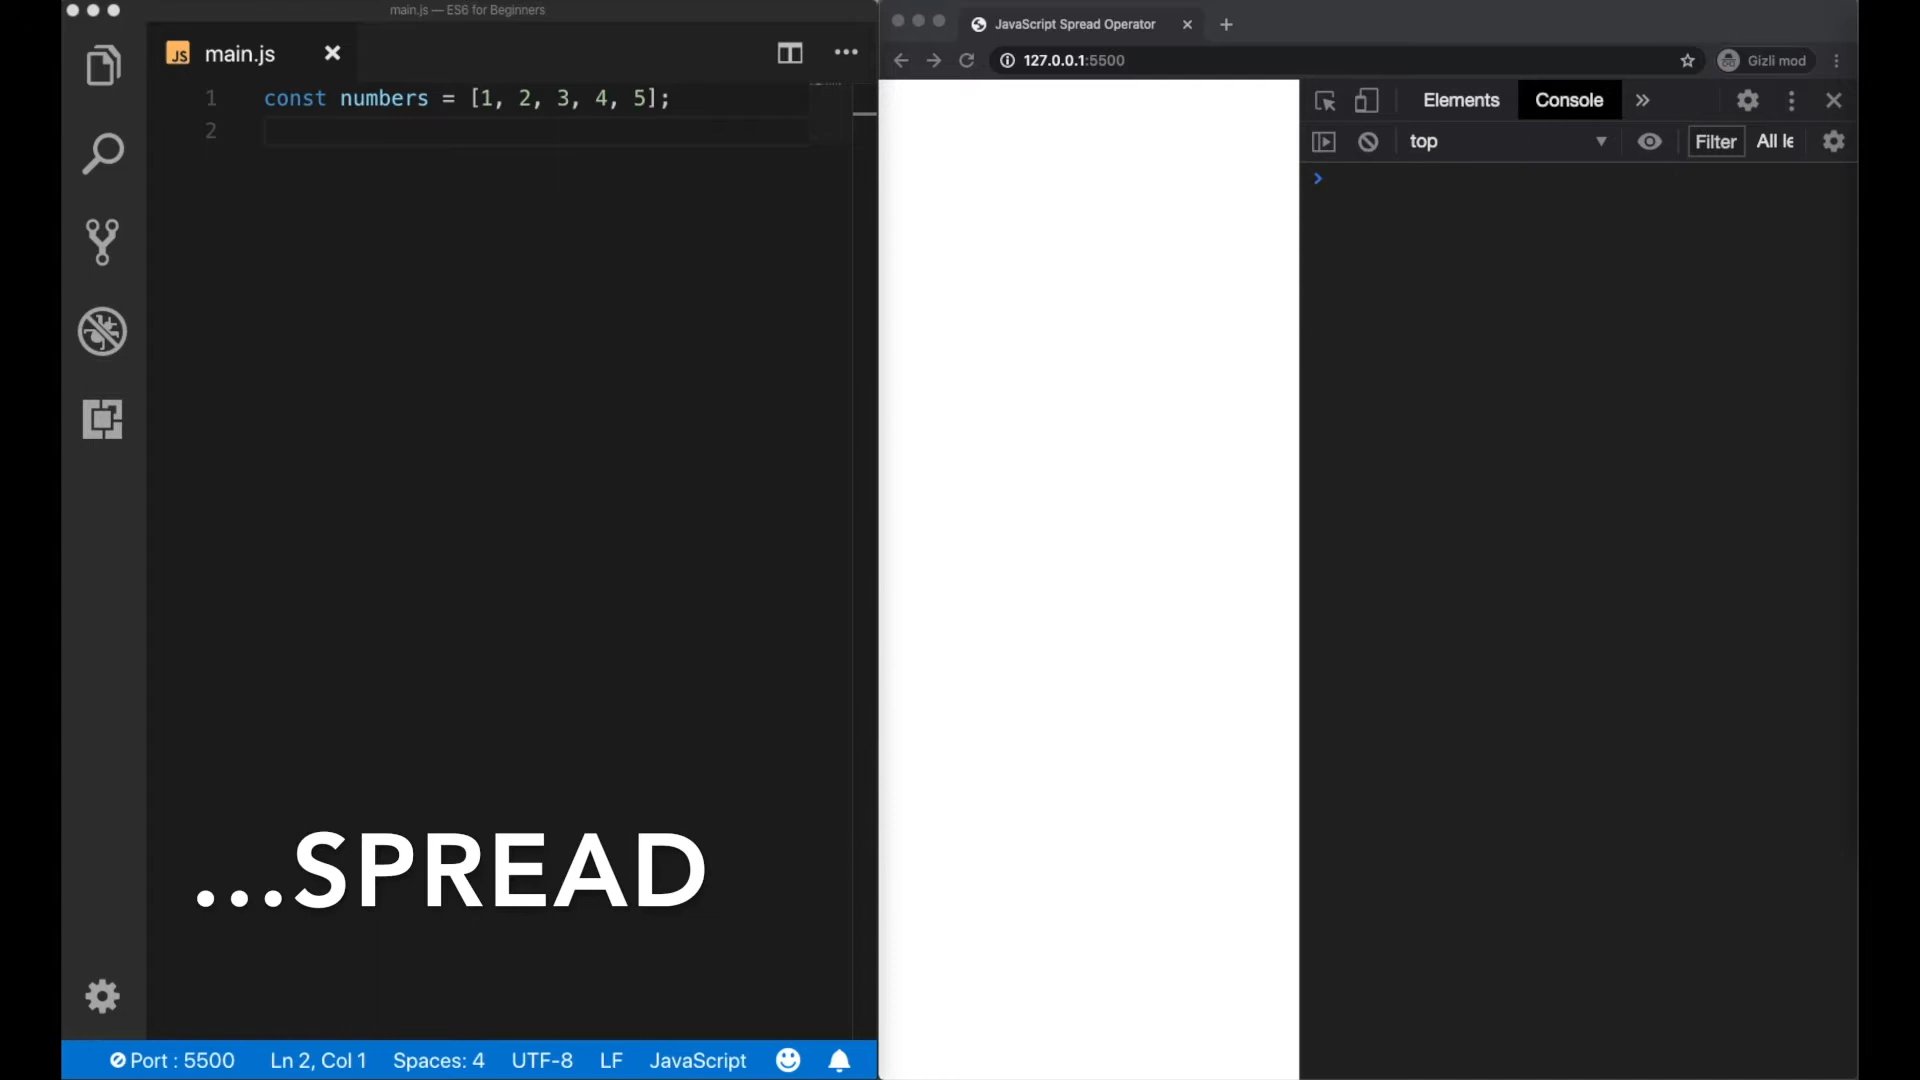 main.js — ES6 for Beginners
JS main.js
1 const numbers = [1, 2, 3, 4, 5];
2
...SPREAD
Port : 5500 Ln 2, Col 1 Spaces: 4 UTF-8 LF JavaScript
JavaScript Spread Operator
127.0.0.1:5500 Gizli mod
Elements Console
top Filter All le